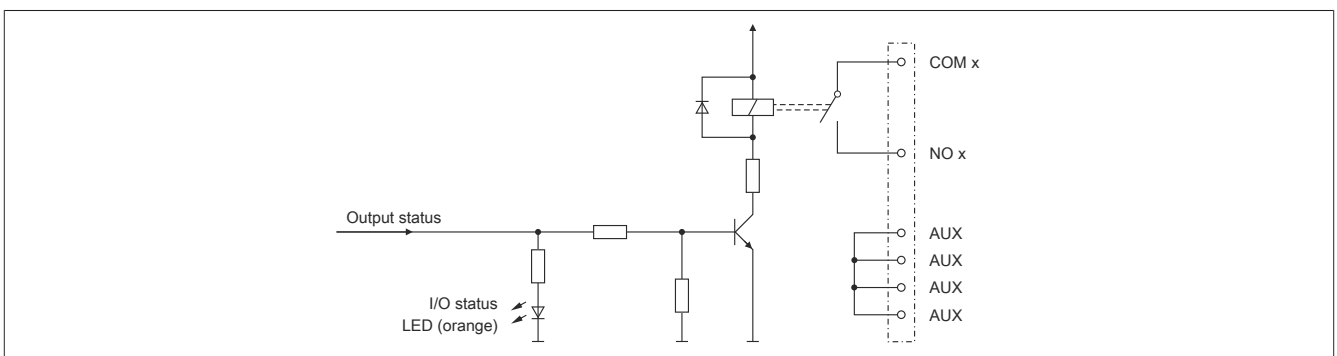 COM x
NO x
Output status
AUX
AUX
I/O status
AUX
LED (orange)
AUX